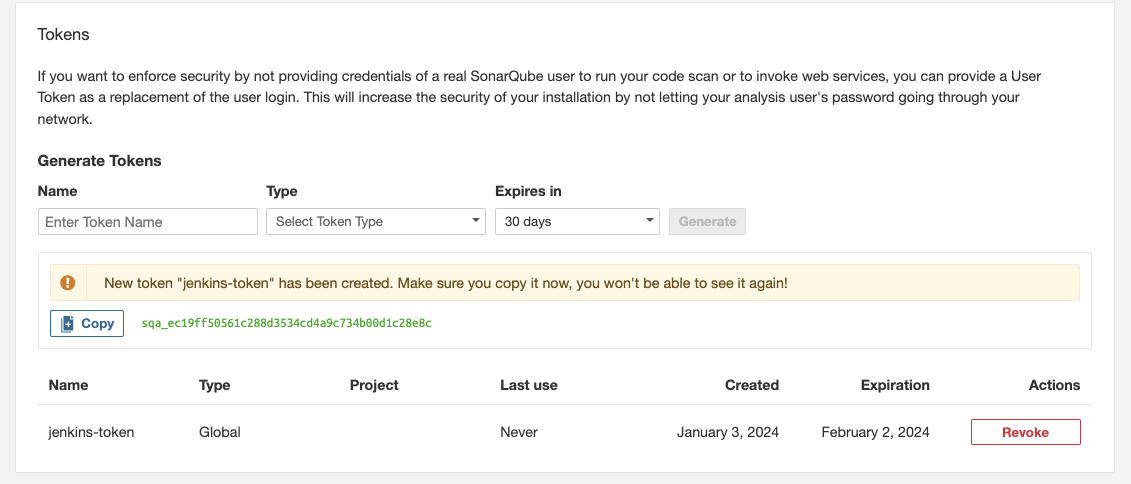 Tokens
If you want to enforce security by not providing credentials of a real SonarQube user to run your code scan or to invoke web services, you can provide a User
Token as a replacement of the user login. This will increase the security of your installation by not letting your analysis user's password going through your
network.
Generate Tokens
Name Type Expires in
Enter Token Name Select Token Type 30 days Generate
New token "jenkins-token" has been created. Make sure you copy it now, you won't be able to see it again!
Copy sqa_ec19ff50561c288d3534cd4a9c734b00d1c28e8c
Name Type Project Last use Created Expiration Actions
jenkins-token Global Never January 3, 2024 February 2, 2024 Revoke